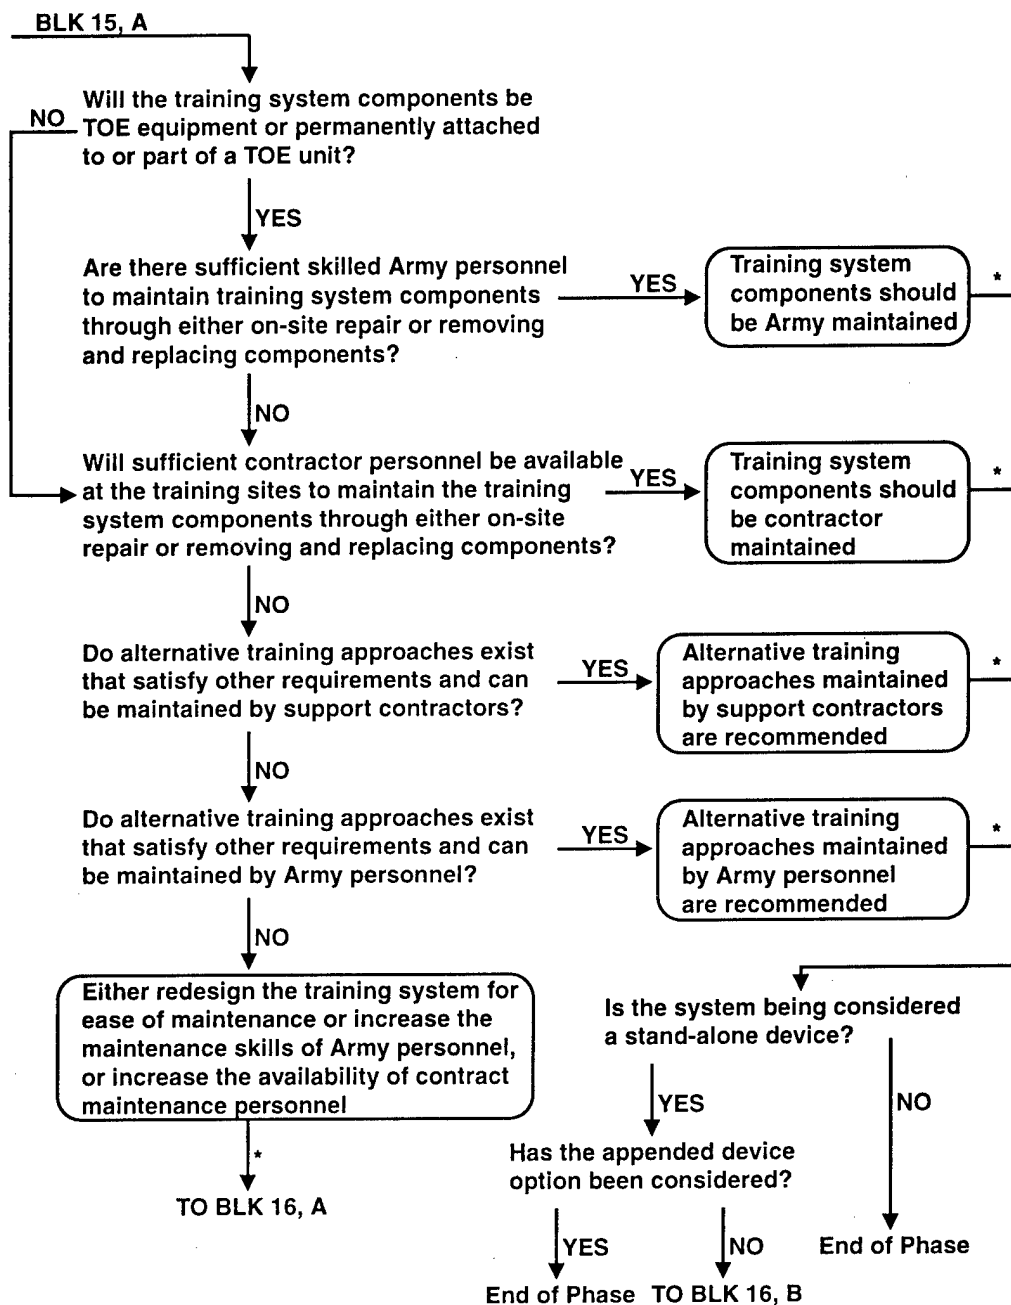 BLK 15, A
Will the training system components be
TOE equipment or permanently attached
to or part of a TOE unit?
NO
YES
Are there sufficient skilled Army personnel
to maintain training system components
through either on-site repair or removing
and replacing components?
YES
Training system
components should
be Army maintained
*
NO
Will sufficient contractor personnel be available
at the training sites to maintain the training
system components through either on-site
repair or removing and replacing components?
YES
Training system
components should
be contractor
maintained
*
NO
Do alternative training approaches exist
that satisfy other requirements and can
be maintained by support contractors?
YES
Alternative training
approaches maintained
by support contractors
are recommended
*
NO
Do alternative training approaches exist
that satisfy other requirements and can
be maintained by Army personnel?
YES
Alternative training
approaches maintained
by Army personnel
are recommended
*
NO
Either redesign the training system for
ease of maintenance or increase the
maintenance skills of Army personnel,
or increase the availability of contract
maintenance personnel
*
TO BLK 16, A
Is the system being considered
a stand-alone device?
YES
NO
Has the appended device
option been considered?
YES
NO
End of Phase
End of Phase
TO BLK 16, B